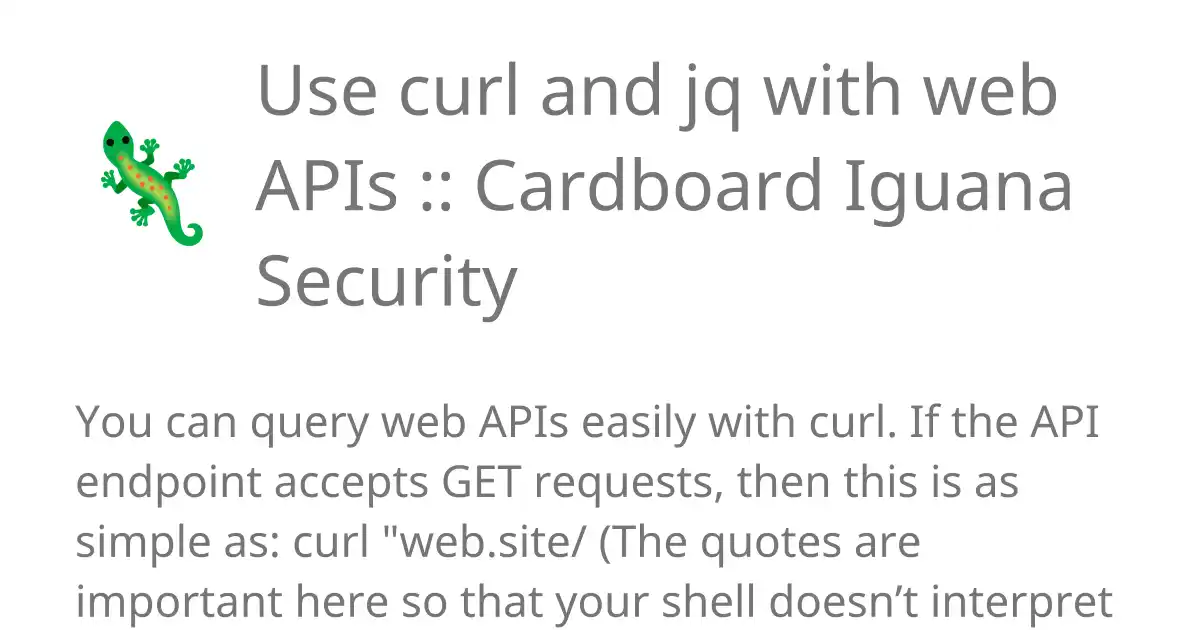 Use curl and jq with web
APIs :: Cardboard Iguana
Security
You can query web APIs easily with curl. If the API
endpoint accepts GET requests, then this is as
simple as: curl "web.site/ (The quotes are
important here so that your shell doesn’t interpret